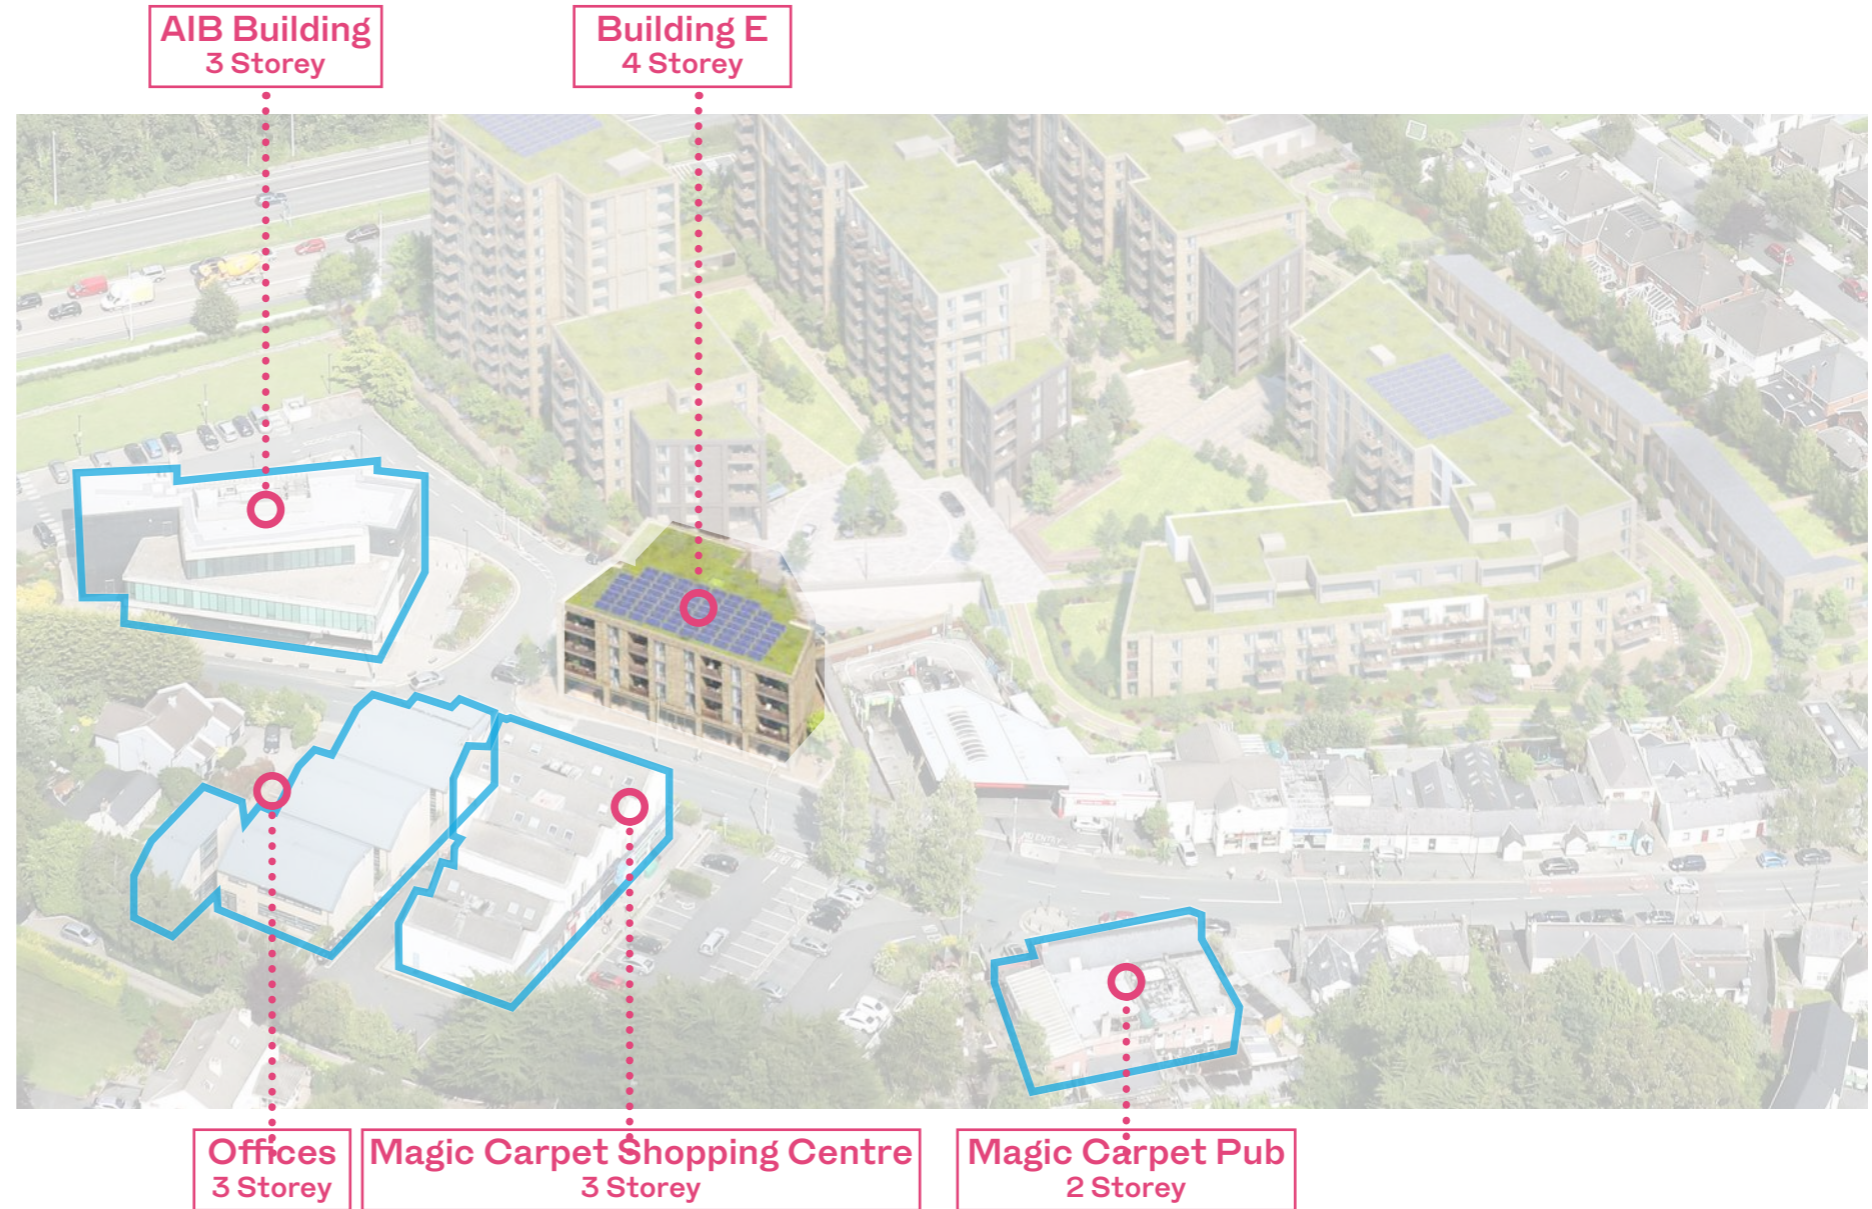 AIB Building
3 Storey
Building E
4 Storey
Offices
3 Storey
Magic Carpet Shopping Centre
3 Storey
Magic Carpet Pub
2 Storey